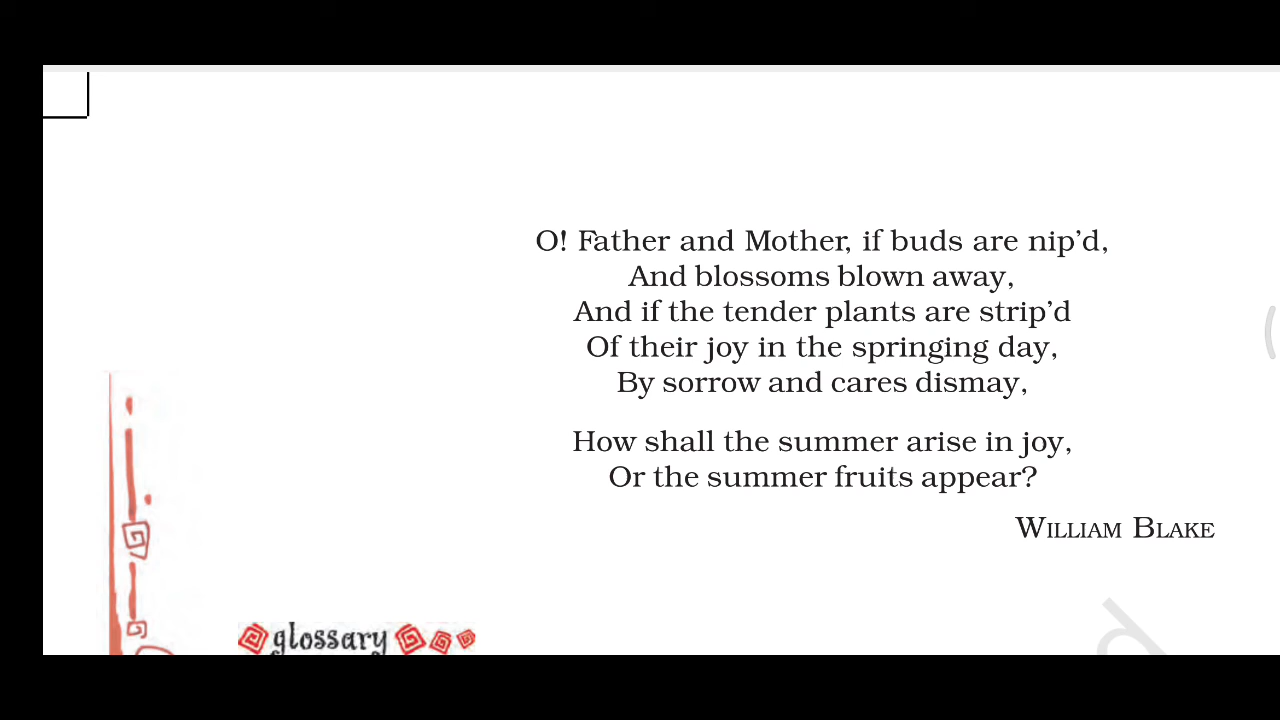 O! Father and Mother, if buds are nip’d,
And blossoms blown away,
And if the tender plants are strip’d
Of their joy in the springing day,
By sorrow and cares dismay,
How shall the summer arise in joy,
Or the summer fruits appear?
WILLIAM BLAKE
glossary